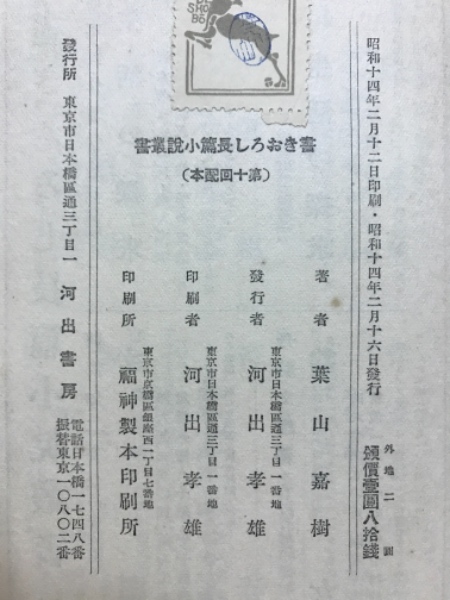 昭和十四年二月十二日印刷・昭和十四年二月十六日發行
外地二圓
頒價壹圓八拾錢
著者 葉山嘉樹
東京市日本橋區通三丁目一番地
發行者 河出孝雄
東京市日本橋區通三丁目一番地
印刷者 河出孝雄
東京市京橋區銀座西二丁目七番地
印刷所 福神製本印刷所
書きおろし長篇小說叢書
（第十回配本）
SHO
BŌ
發行所 東京市日本橋區通三丁目一 河出書房
電話日本橋一七四八番
振替東京一〇八〇二番